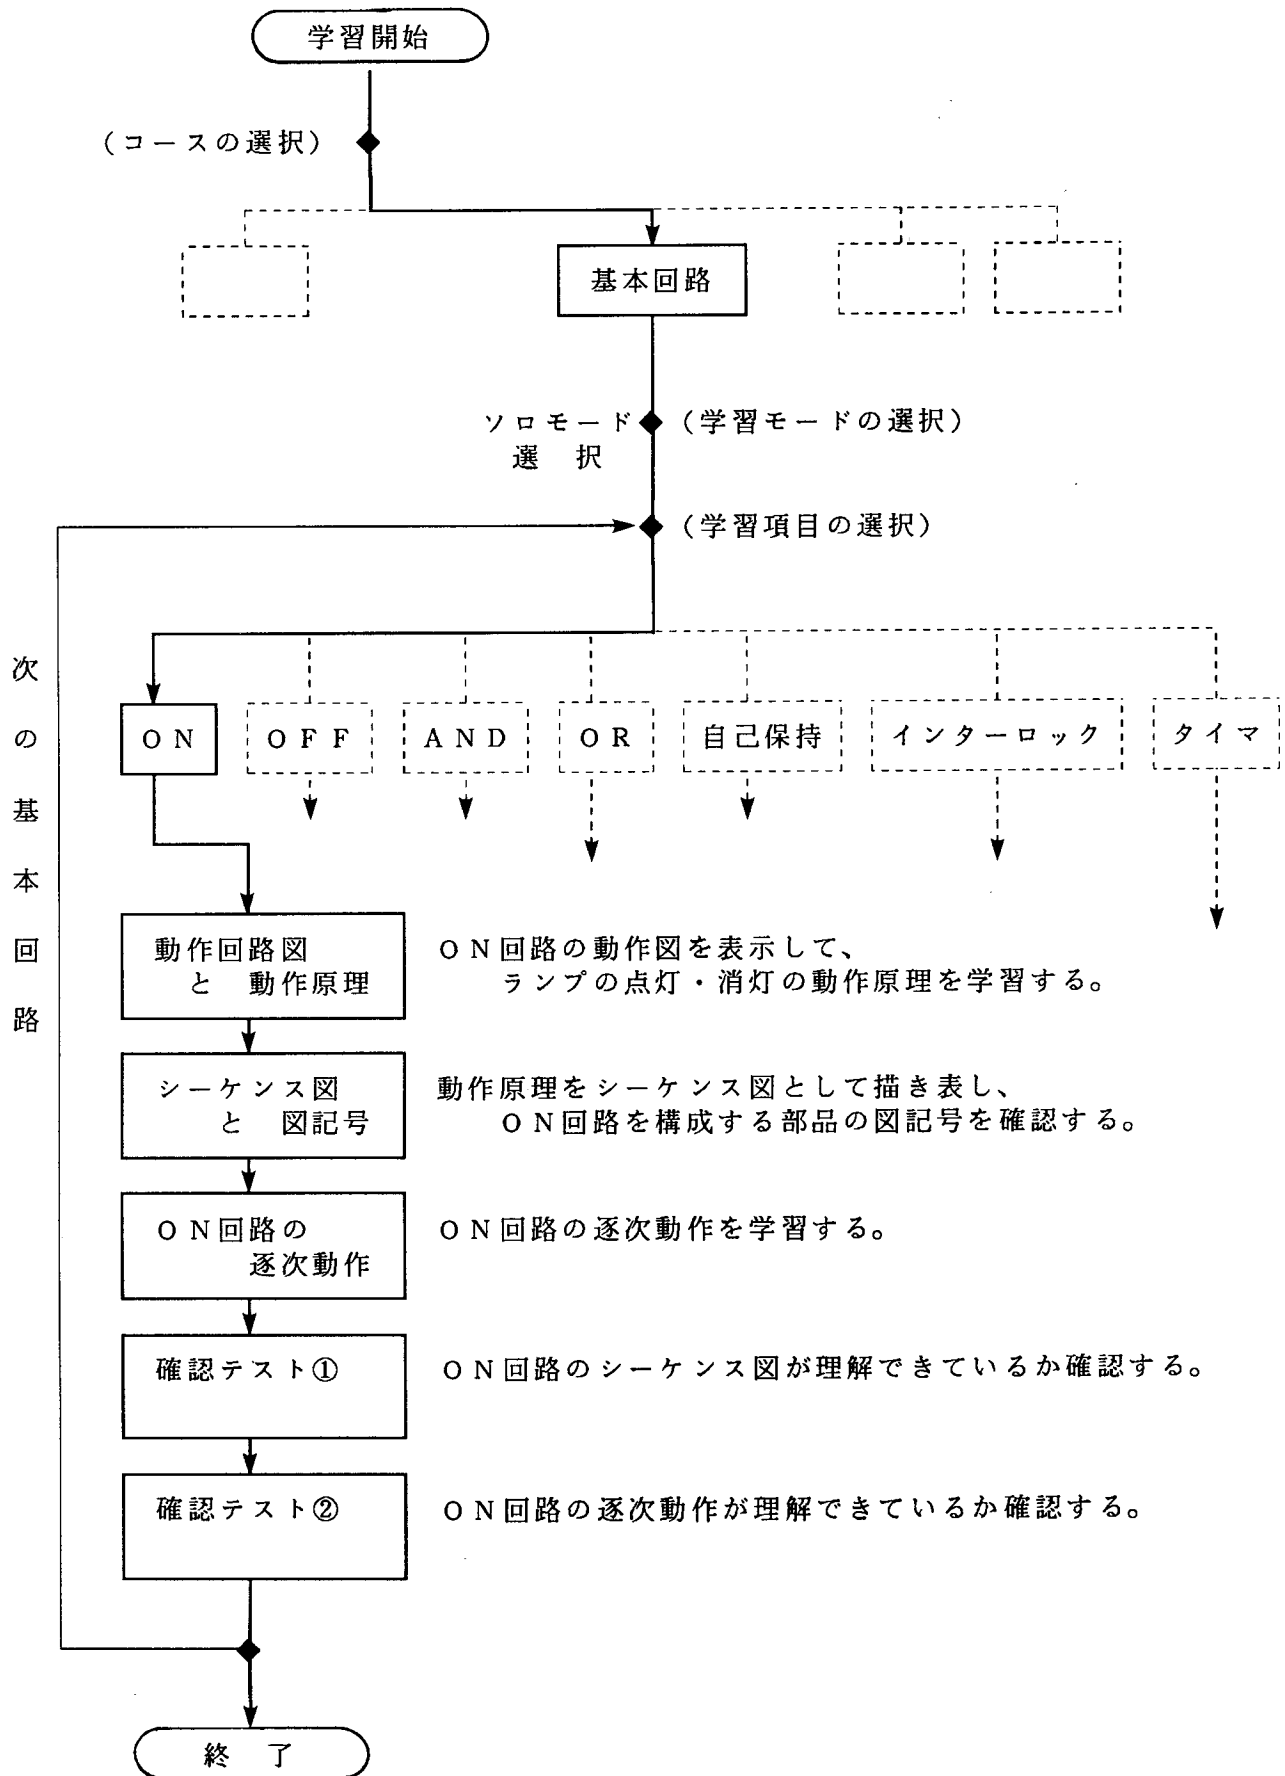 学習開始
(コースの選択)
基本回路
ソロモード
選 択
(学習モードの選択)
(学習項目の選択)
次の基本回路
ON
OFF
AND
OR
自己保持
インターロック
タイマ
動作回路図
と 動作原理
ON回路の動作図を表示して、
ランプの点灯・消灯の動作原理を学習する。
シーケンス図
と 図記号
動作原理をシーケンス図として描き表し、
ON回路を構成する部品の図記号を確認する。
ON回路の
逐次動作
ON回路の逐次動作を学習する。
確認テスト①
ON回路のシーケンス図が理解できているか確認する。
確認テスト②
ON回路の逐次動作が理解できているか確認する。
終 了